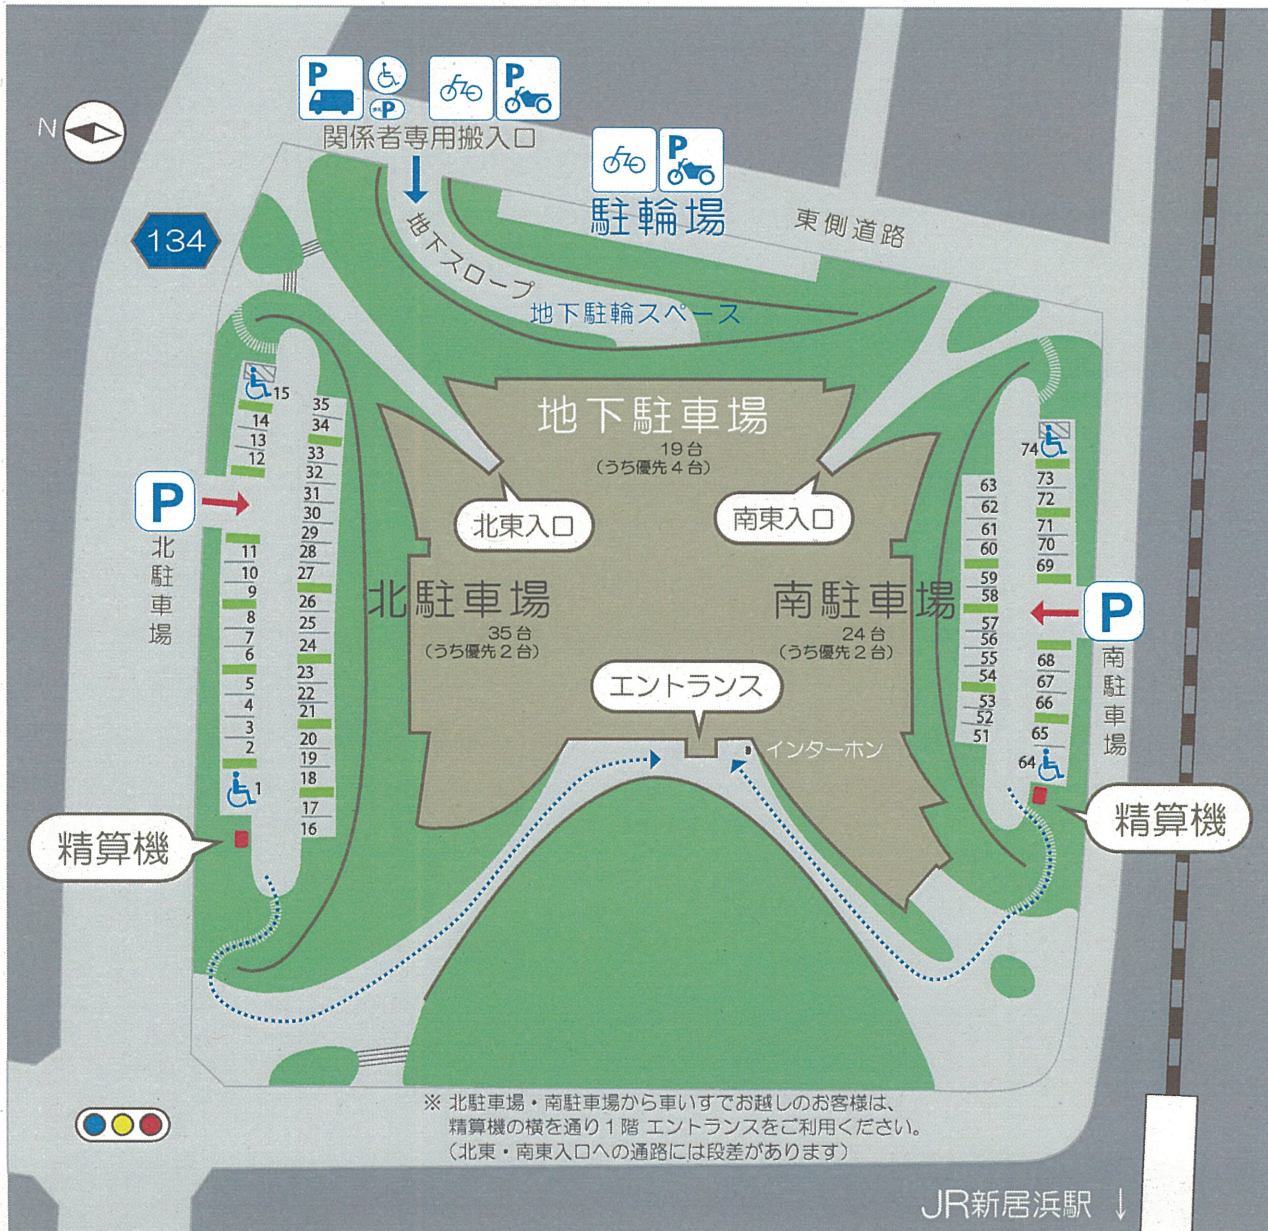 P
P
P
関係者専用搬入口
N
P
駐輪場
134
地下スロープ
東側道路
地下駐輪スペース
15
14
13
12
35
34
33
32
31
30
29
28
27
26
25
24
23
22
21
20
19
18
17
16
地下駐車場
19台
(うち優先4台)
北東入口
南東入口
74
73
72
71
70
69
63
62
61
60
59
58
57
56
55
54
53
52
51
P
北駐車場
11
10
9
8
7
6
5
4
3
2
1
北駐車場
35台
(うち優先2台)
南駐車場
24台
(うち優先2台)
P
南駐車場
68
67
66
65
64
エントランス
インターホン
精算機
精算機
※ 北駐車場・南駐車場から車いすでお越しのお客様は、
精算機の横を通り1階 エントランスをご利用ください。
(北東・南東入口への通路には段差があります)
JR新居浜駅 ↓